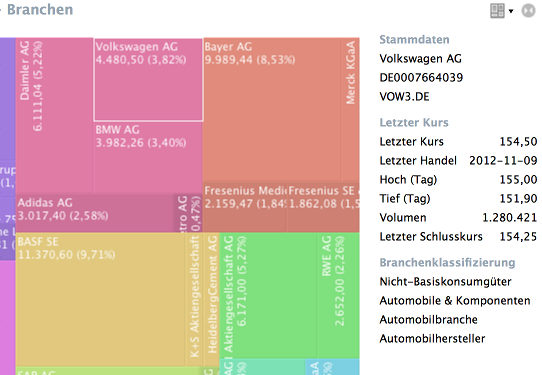 Branchen
Daimler AG
6.111,04 (5,22%)
Volkswagen AG
4.480,50 (3,82%)
BMW AG
3.982,26 (3,40%)
Bayer AG
9.989,44 (8,53%)
Merck KGaA
Adidas AG
3.017,40 (2,58%)
tro AG
0,47%)
Fresenius Medi
2.159,47 (1,84
Fresenius SE
1.862,08 (1,5
BASF SE
11.370,60 (9,71%)
K+S Aktiengesellschaft
HeidelbergCement AG
Aktiengesellschaft
6.171,00 (5,27%)
RWE AG
2.652,00 (2,26%)
SAP AG
AG
Stammdaten
Volkswagen AG
DE0007664039
VOW3.DE
Letzter Kurs
Letzter Kurs 154,50
Letzter Handel 2012-11-09
Hoch (Tag) 155,00
Tief (Tag) 151,90
Volumen 1.280.421
Letzter Schlusskurs 154,25
Branchenklassifizierung
Nicht-Basiskonsumgüter
Automobile & Komponenten
Automobilbranche
Automobilhersteller